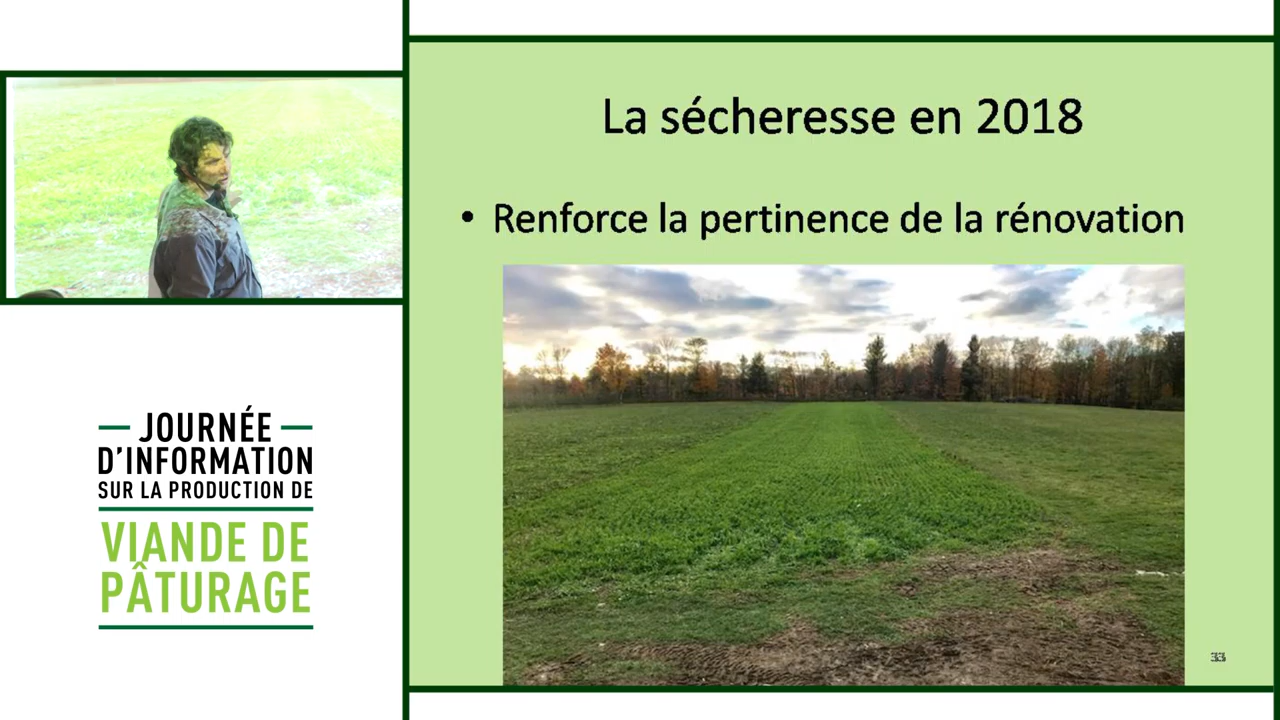 La sécheresse en 2018
• Renforce la pertinence de la rénovation
33
JOURNÉE
D'INFORMATION
SUR LA PRODUCTION DE
VIANDE DE
PÂTURAGE